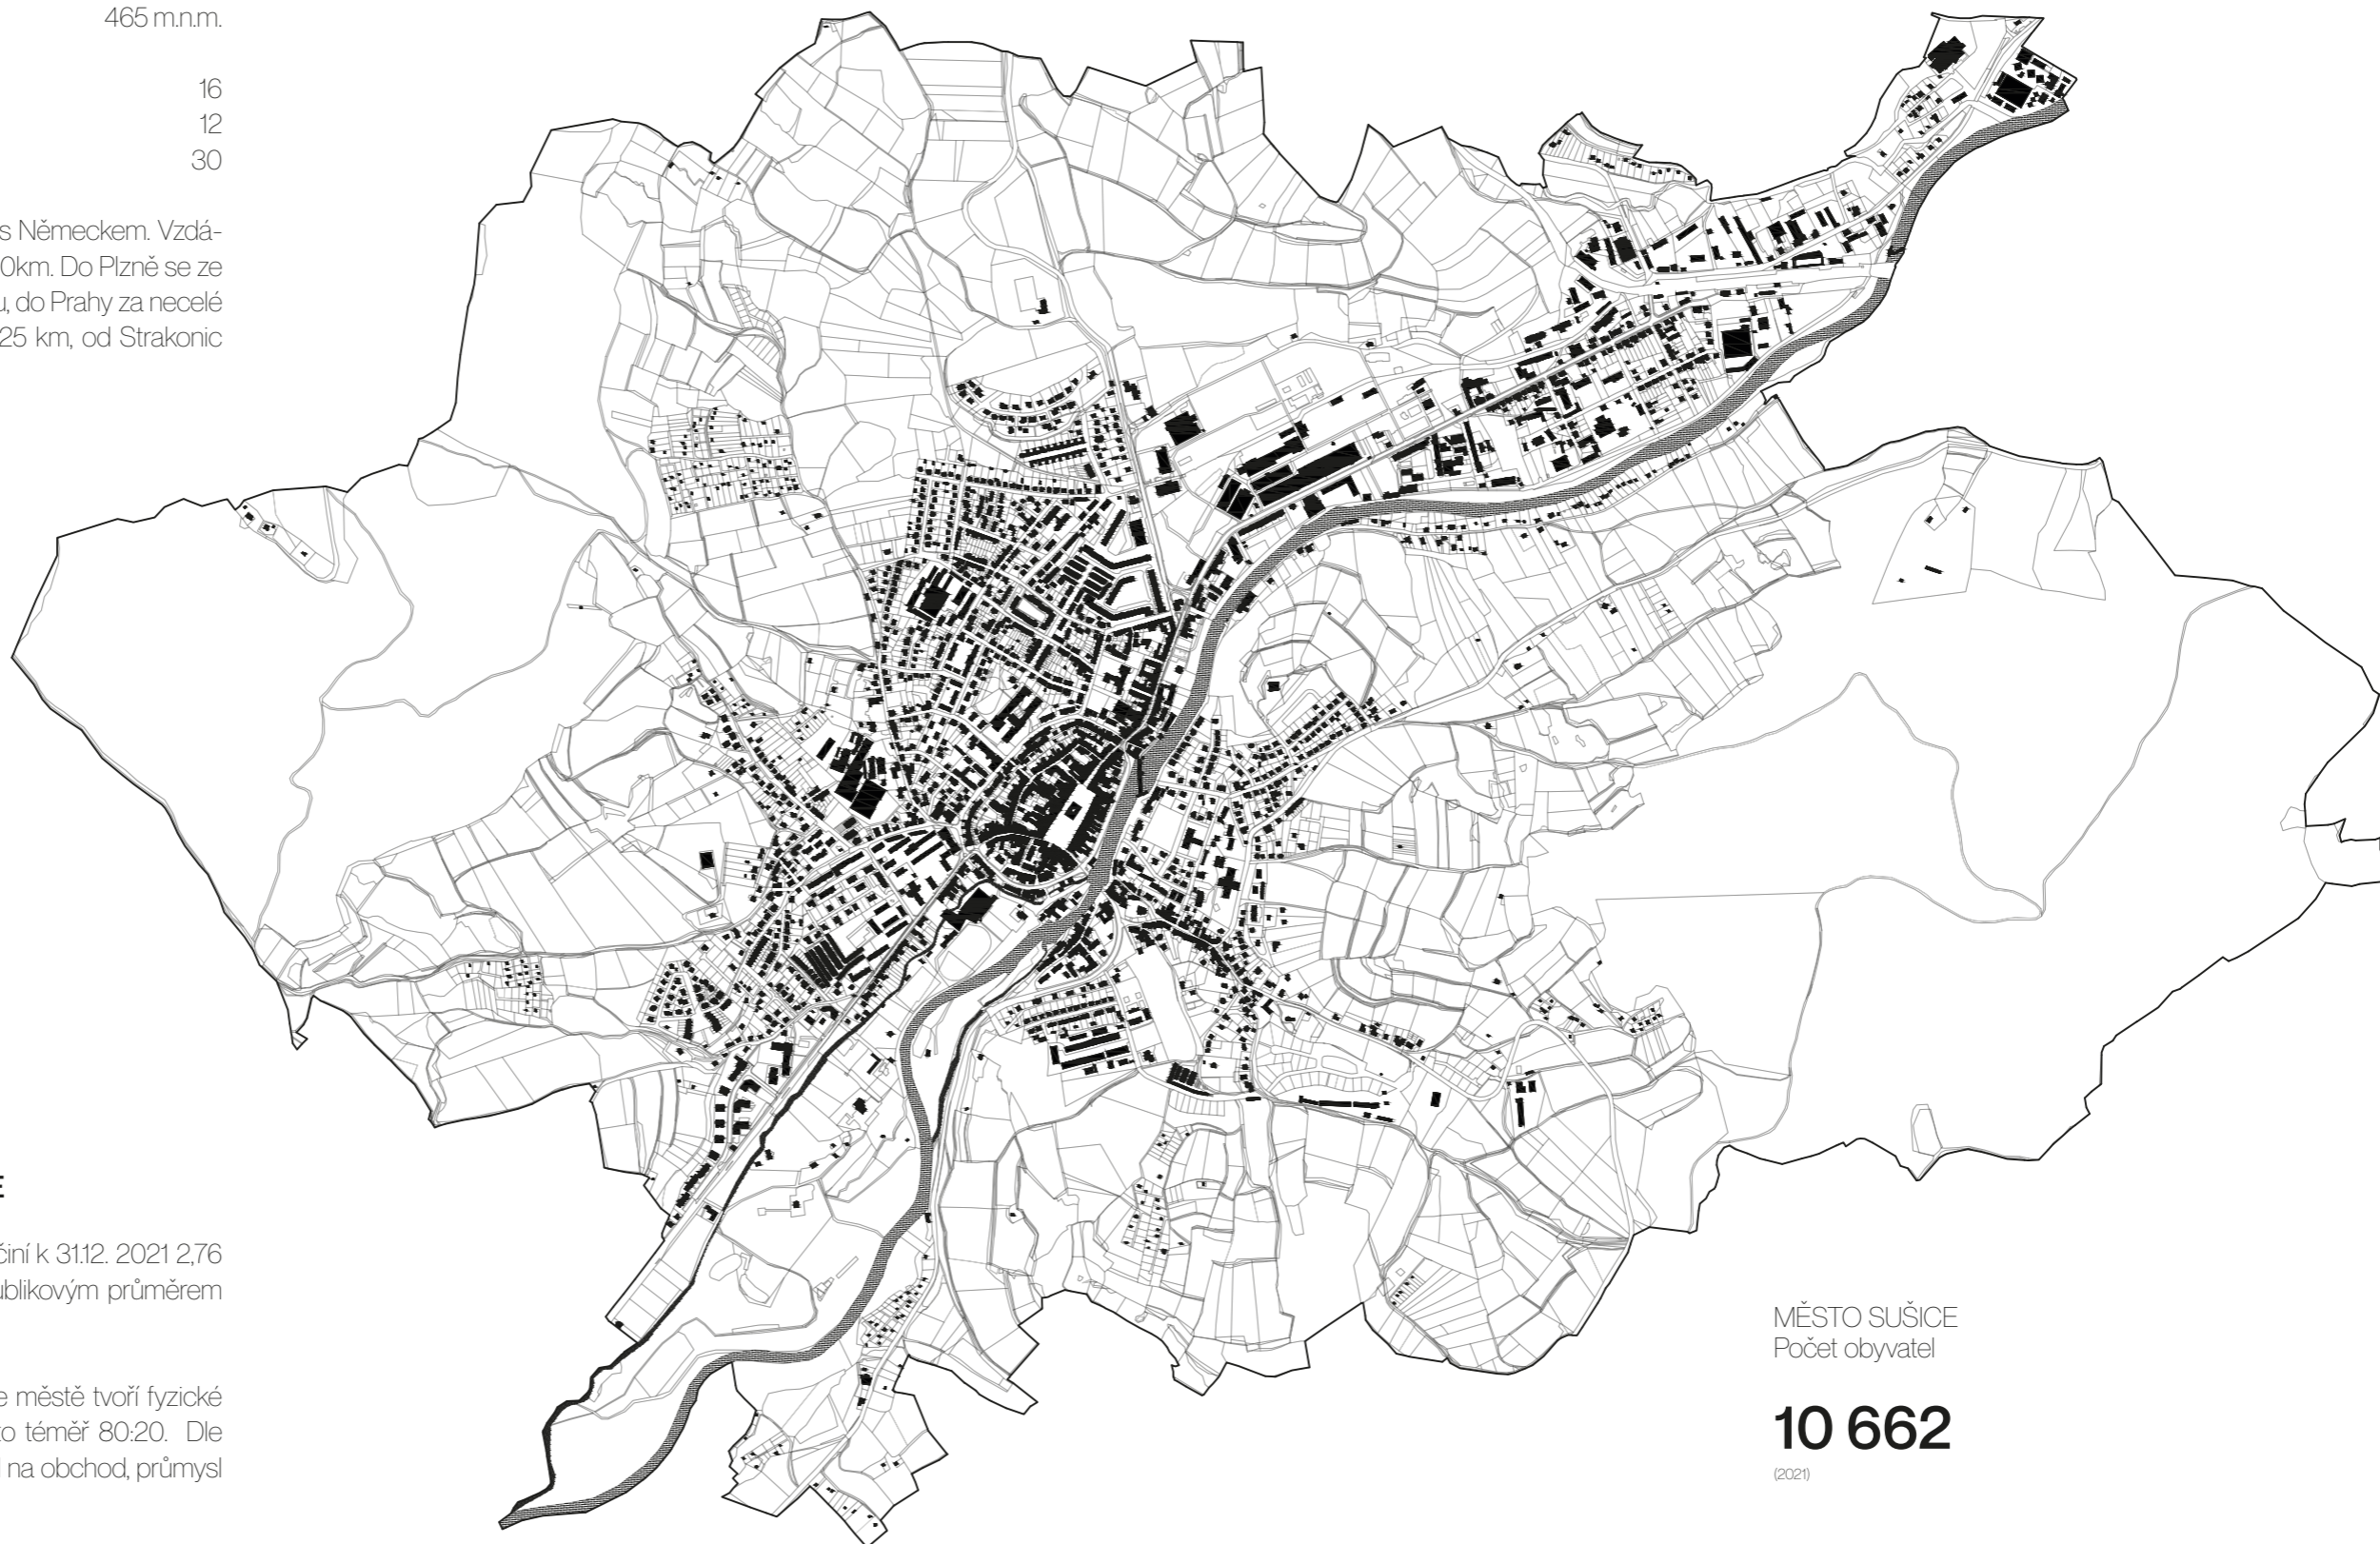 465 m.n.m.
16
12
30
s Německem. Vzdá-
0km. Do Plzně se ze
u, do Prahy za necelé
25 km, od Strakonic
E
činí k 31.12. 2021 2,76
ublikovým průměrem
e městě tvoří fyzické
to téměř 80:20. Dle
na obchod, průmysl
MĚSTO SUŠICE
Počet obyvatel
10 662
(2021)